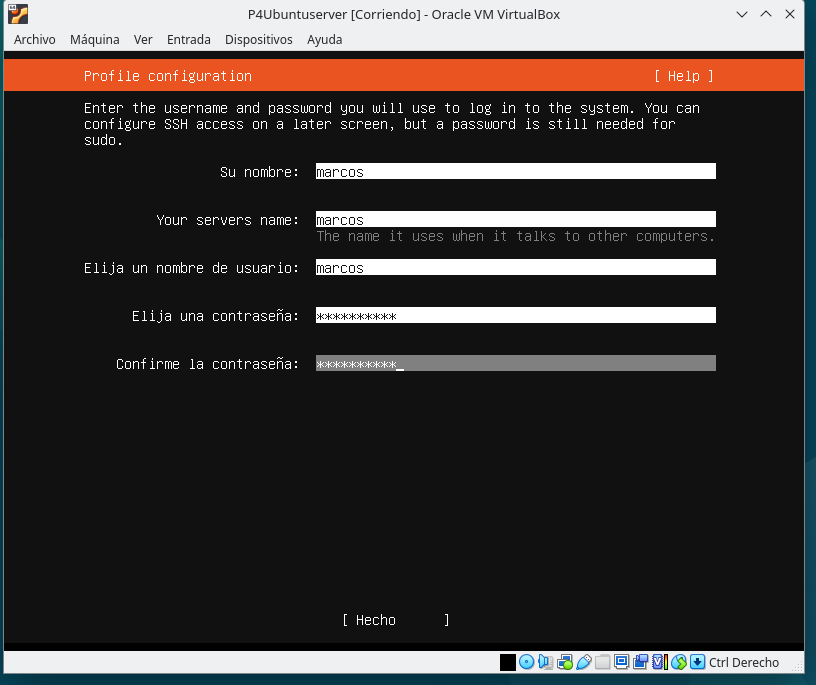 P4Ubuntuserver [Corriendo] - Oracle VM VirtualBox
Archivo Máquina Ver Entrada Dispositivos Ayuda
Profile configuration [ Help ]
Enter the username and password you will use to log in to the system. You can
configure SSH access on a later screen, but a password is still needed for
sudo.
Su nombre: marcos
Your servers name: marcos
The name it uses when it talks to other computers.
Elija un nombre de usuario: marcos
Elija una contraseña: **********
Confirme la contraseña: **********_
[ Hecho ]
Ctrl Derecho